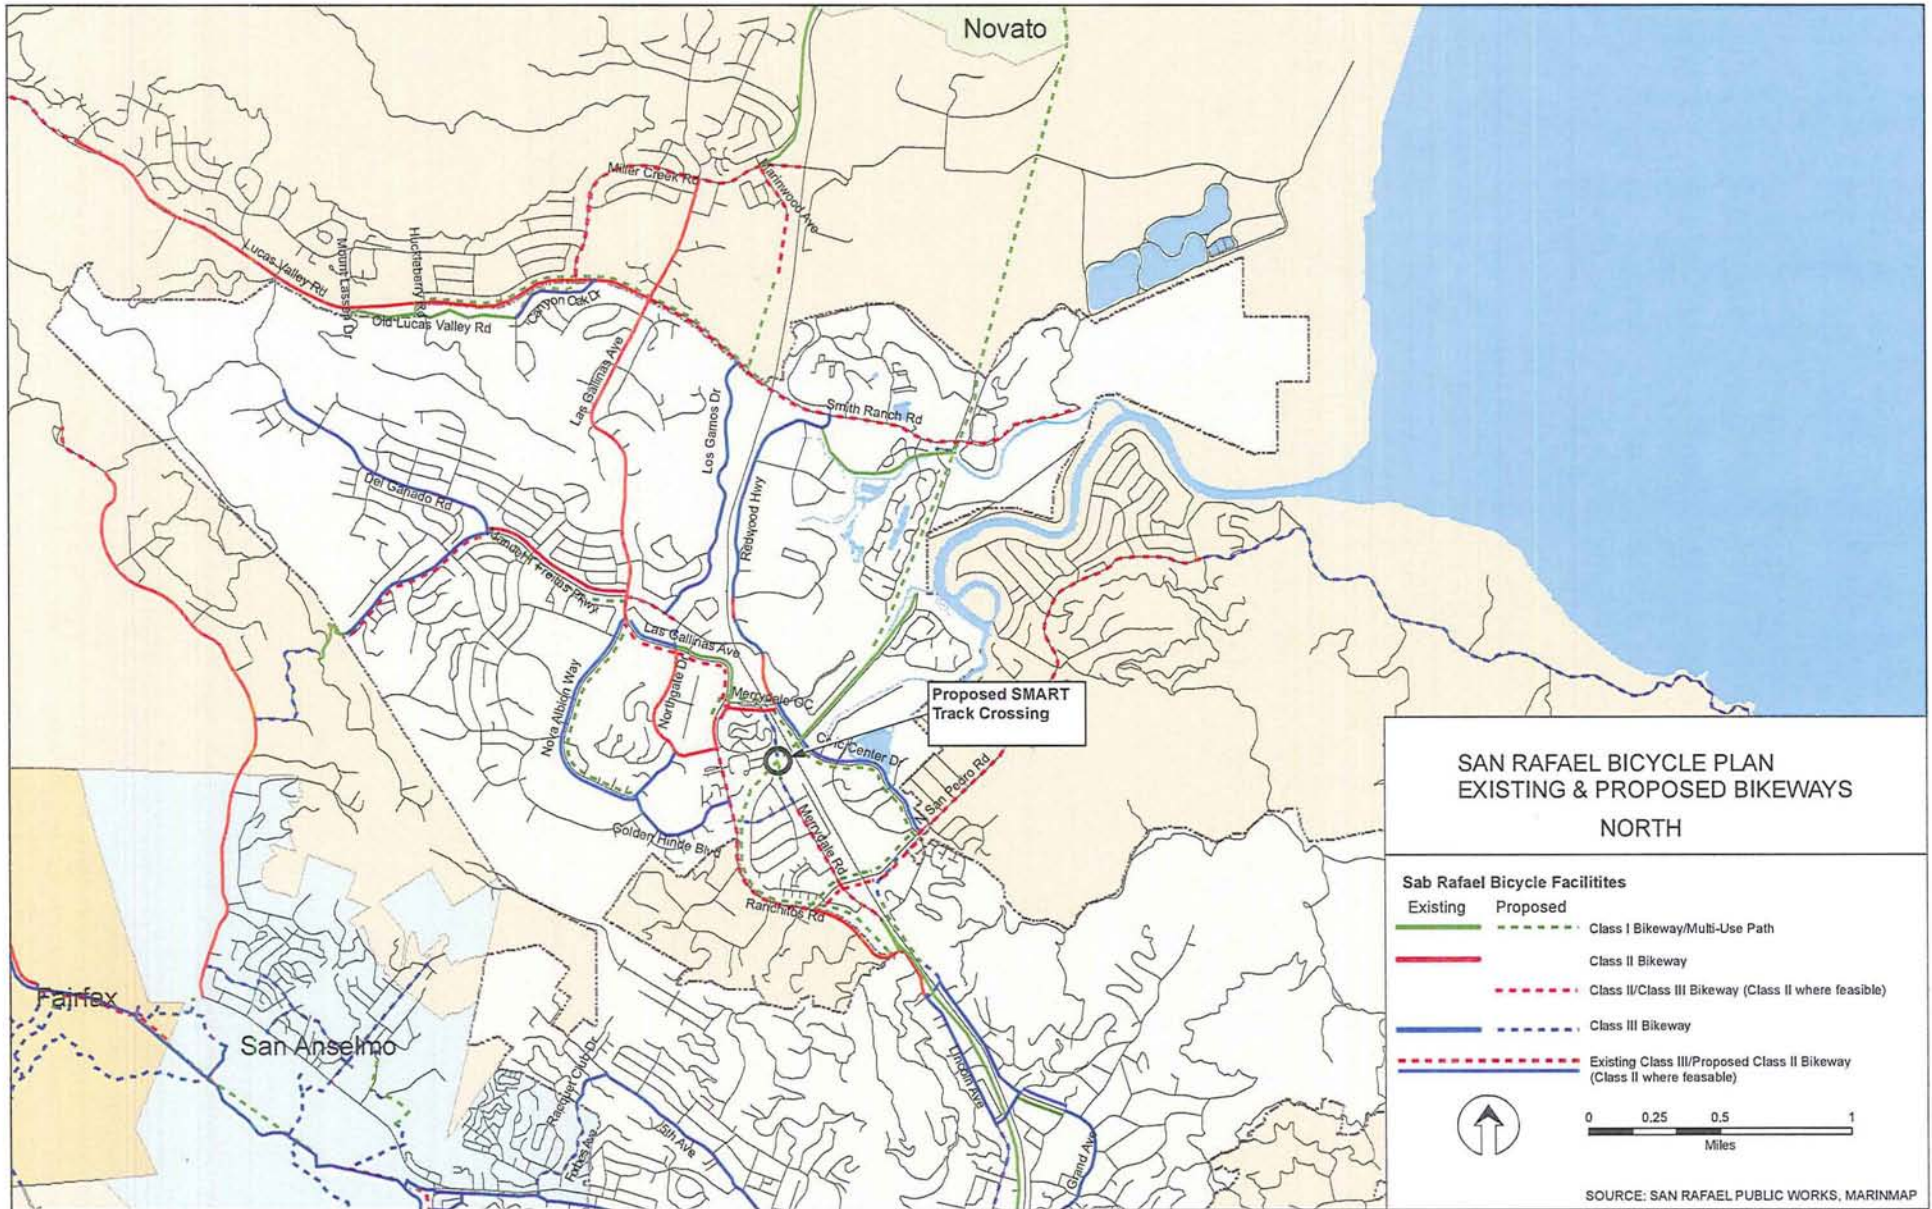 Novato
Miller Creek Rd
Marinwood Ave
Lucas Valley Rd
Mount Lassen Dr
Huckleberry Rd
Canyon Oak Dr
Old Lucas Valley Rd
Las Gallinas Ave
Los Gamos Dr
Smith Ranch Rd
Redwood Hwy
Del Ganado Rd
Freitas Pkwy
Las Gallinas Ave
Nova Albion Way
Northgate Dr
Merrydale OC
Proposed SMART
Track Crossing
Civic Center Dr
N San Pedro Rd
Merrydale Rd
Golden Hinde Blvd
Ranchitos Rd
Fairfax
San Anselmo
Racquet Club Dr
Forbes Ave
5th Ave
Lincoln Ave
Grand Ave
SAN RAFAEL BICYCLE PLAN
EXISTING & PROPOSED BIKEWAYS
NORTH
Sab Rafael Bicycle Facilitites
Existing Proposed
Class I Bikeway/Multi-Use Path
Class II Bikeway
Class II/Class III Bikeway (Class II where feasible)
Class III Bikeway
Existing Class III/Proposed Class II Bikeway
(Class II where feasable)
0 0.25 0.5 1
Miles
SOURCE: SAN RAFAEL PUBLIC WORKS, MARINMAP